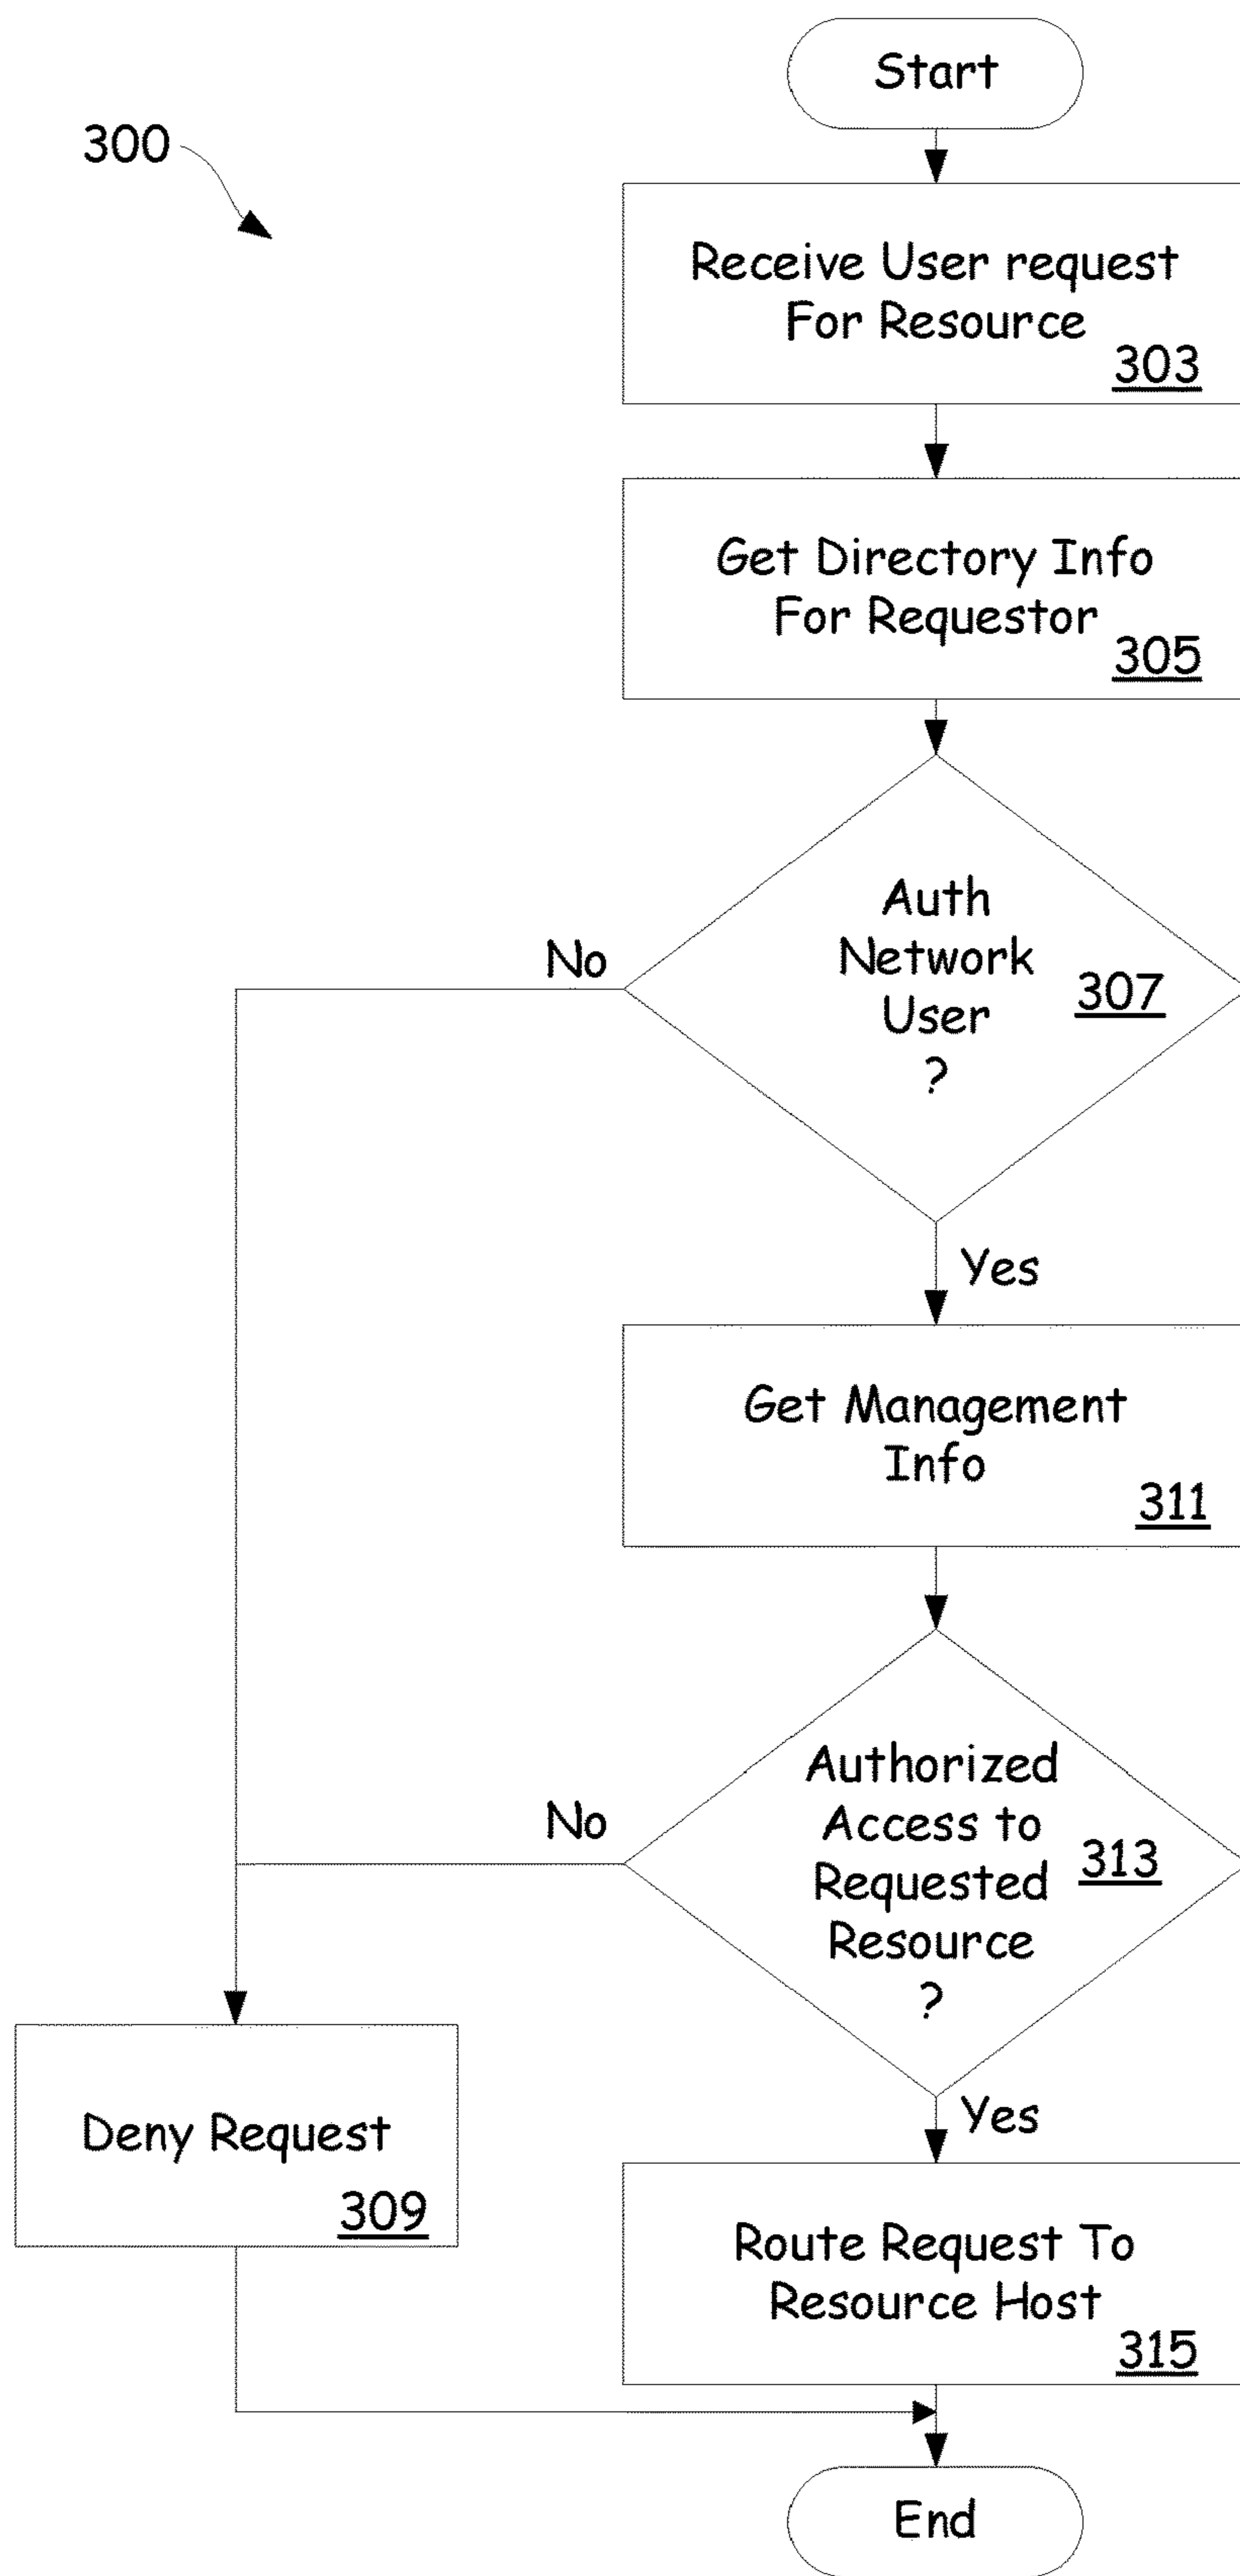 Start
300
Receive User request
For Resource
303
Get Directory Info
For Requestor
305
Auth
Network
User
?
307
No
Yes
Get Management
Info
311
Authorized
Access to
Requested
Resource
?
313
No
Yes
Deny Request
309
Route Request To
Resource Host
315
End